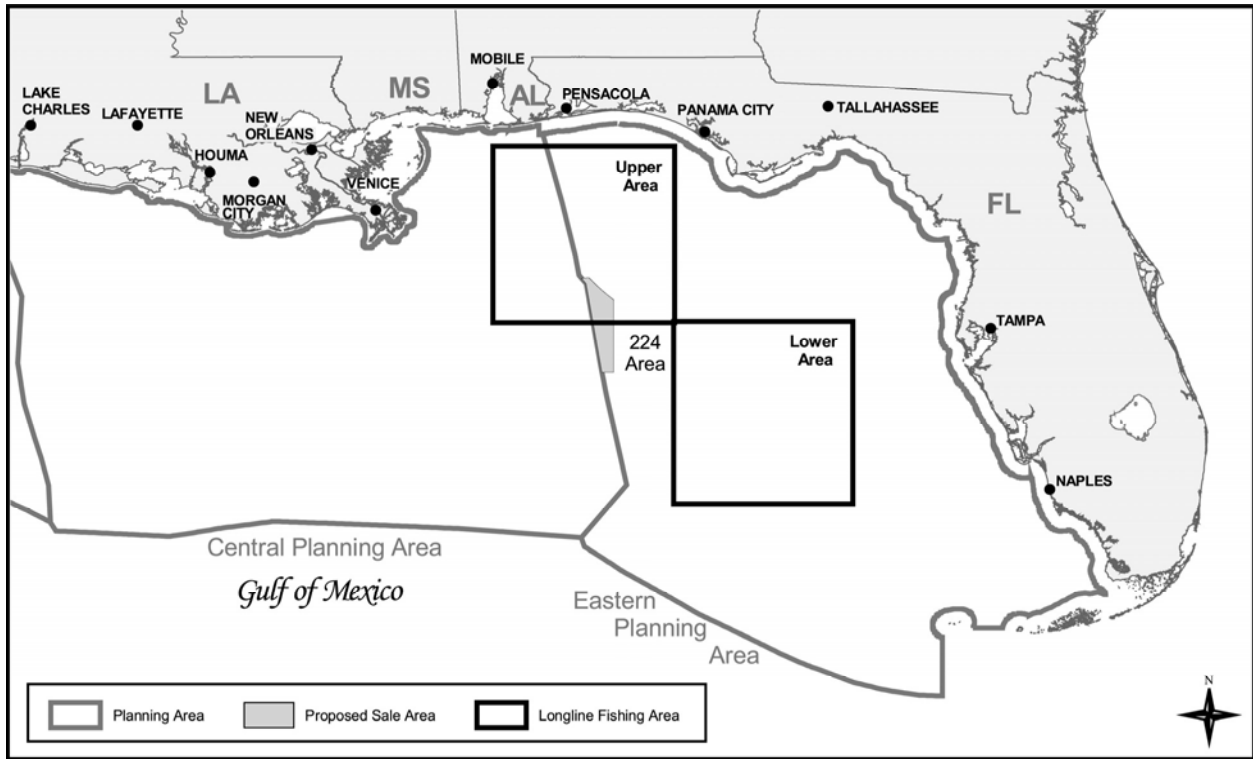 MOBILE
LAKE
CHARLES
LAFAYETTE
LA
MS
AL
PENSACOLA
PANAMA CITY
TALLAHASSEE
NEW
ORLEANS
HOUMA
MORGAN
CITY
VENICE
Upper
Area
FL
224
Area
Lower
Area
TAMPA
NAPLES
Central Planning Area
Gulf of Mexico
Eastern
Planning
Area
Planning Area
Proposed Sale Area
Longline Fishing Area
N